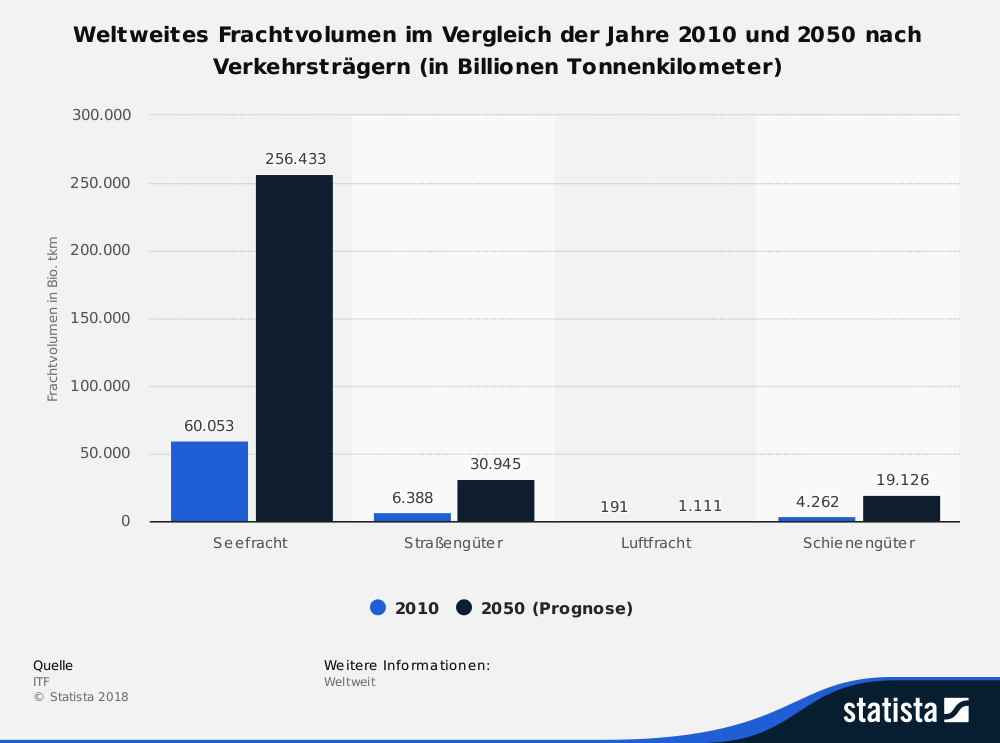 Weltweites Frachtvolumen im Vergleich der Jahre 2010 und 2050 nach
Verkehrsträgern (in Billionen Tonnenkilometer)
Frachtvolumen in Bio. tkm
300.000
250.000
200.000
150.000
100.000
50.000
0
60.053
256.433
6.388
30.945
191
1.111
4.262
19.126
Seefracht
Straßengüter
Luftfracht
Schienengüter
2010
2050 (Prognose)
Quelle
ITF
© Statista 2018
Weitere Informationen:
Weltweit
statista